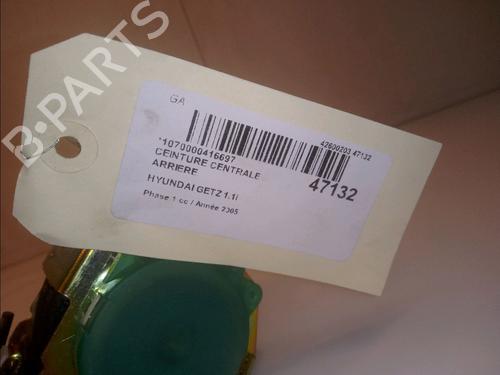 B-PARTS
GA
42600203 47132
*1070000416697
CEINTURE CENTRALE
ARRIERE
47132
HYUNDAI GETZ 1.1i
Phase 1 cc / Année 2005